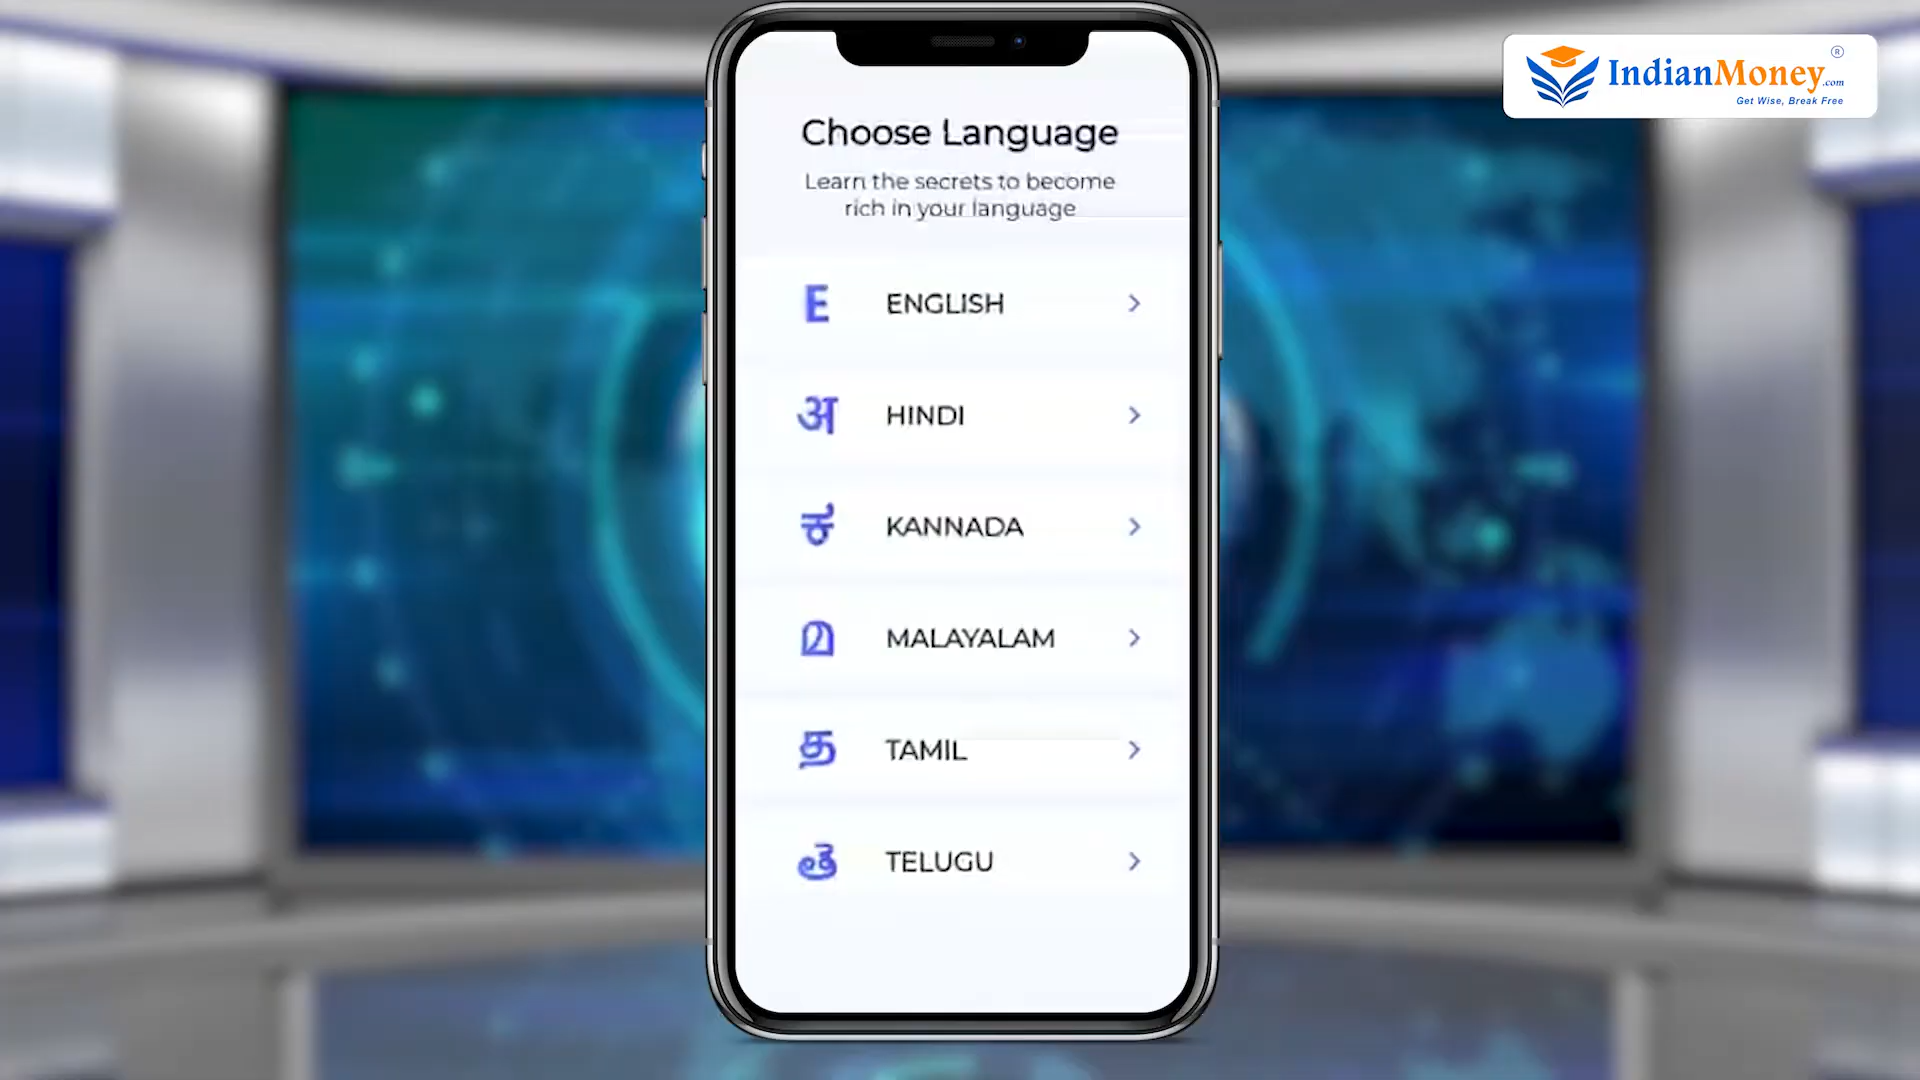 IndianMoney.com ®
Get Wise, Break Free
Choose Language
Learn the secrets to become
rich in your language
E ENGLISH
अ HINDI
ಕ KANNADA
മ MALAYALAM
த TAMIL
తె TELUGU